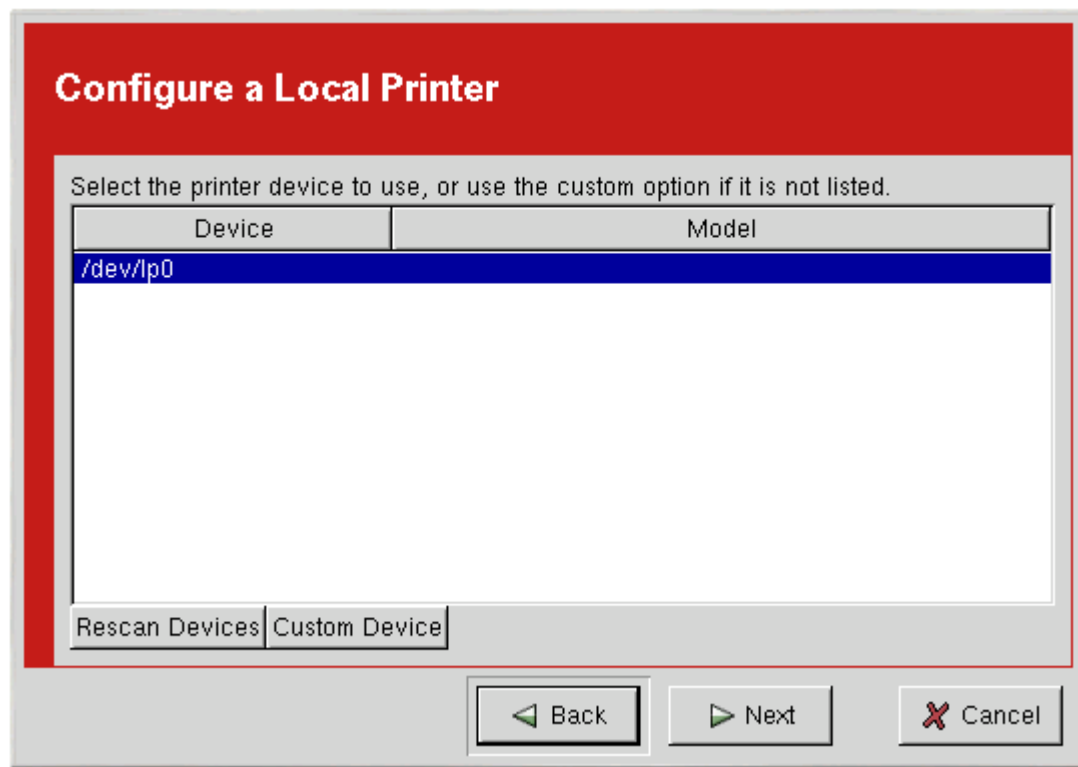 Configure a Local Printer
Select the printer device to use, or use the custom option if it is not listed.
Device Model
/dev/lp0
Rescan Devices Custom Device
Back Next Cancel